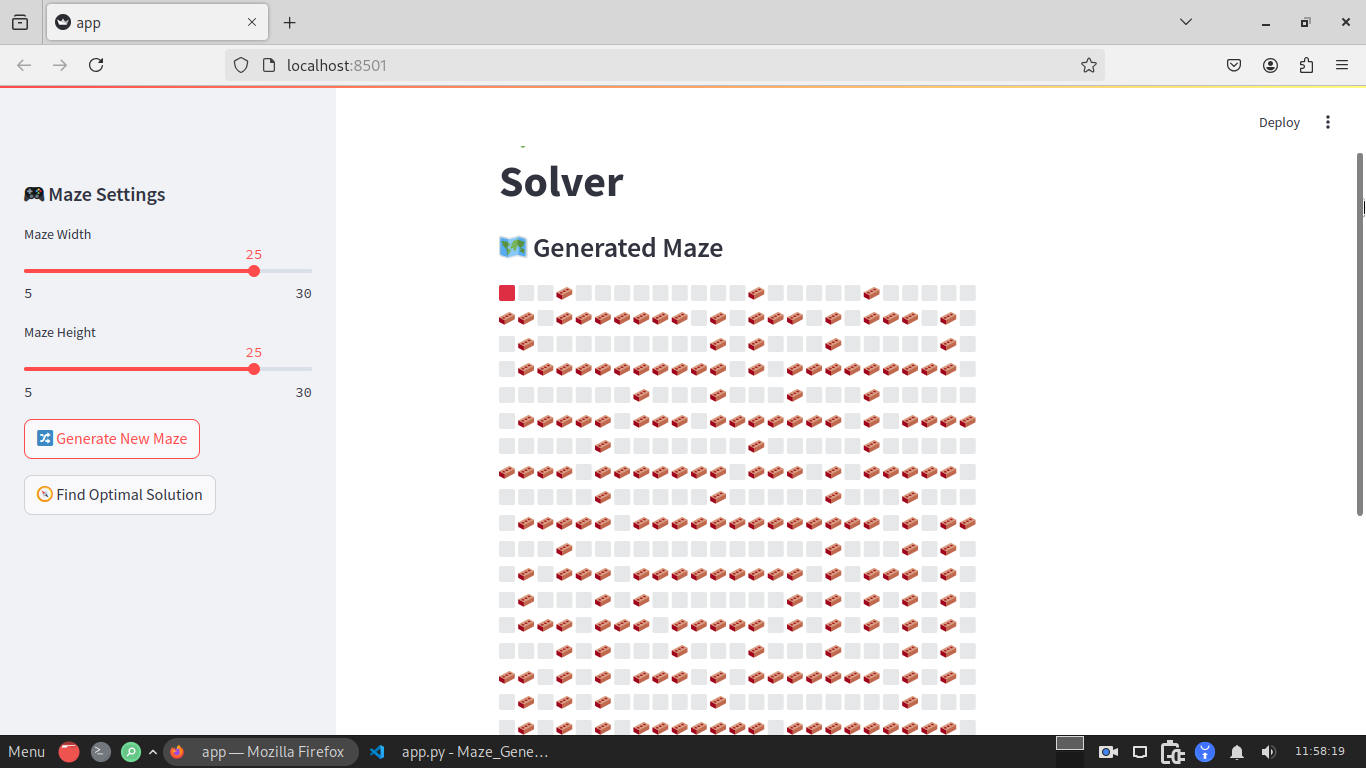 app
localhost:8501
Deploy
Maze Settings
Maze Width
25
5 30
Maze Height
25
5 30
Generate New Maze
Find Optimal Solution
Solver
Generated Maze
Menu
app — Mozilla Firefox
app.py - Maze_Gene...
11:58:19